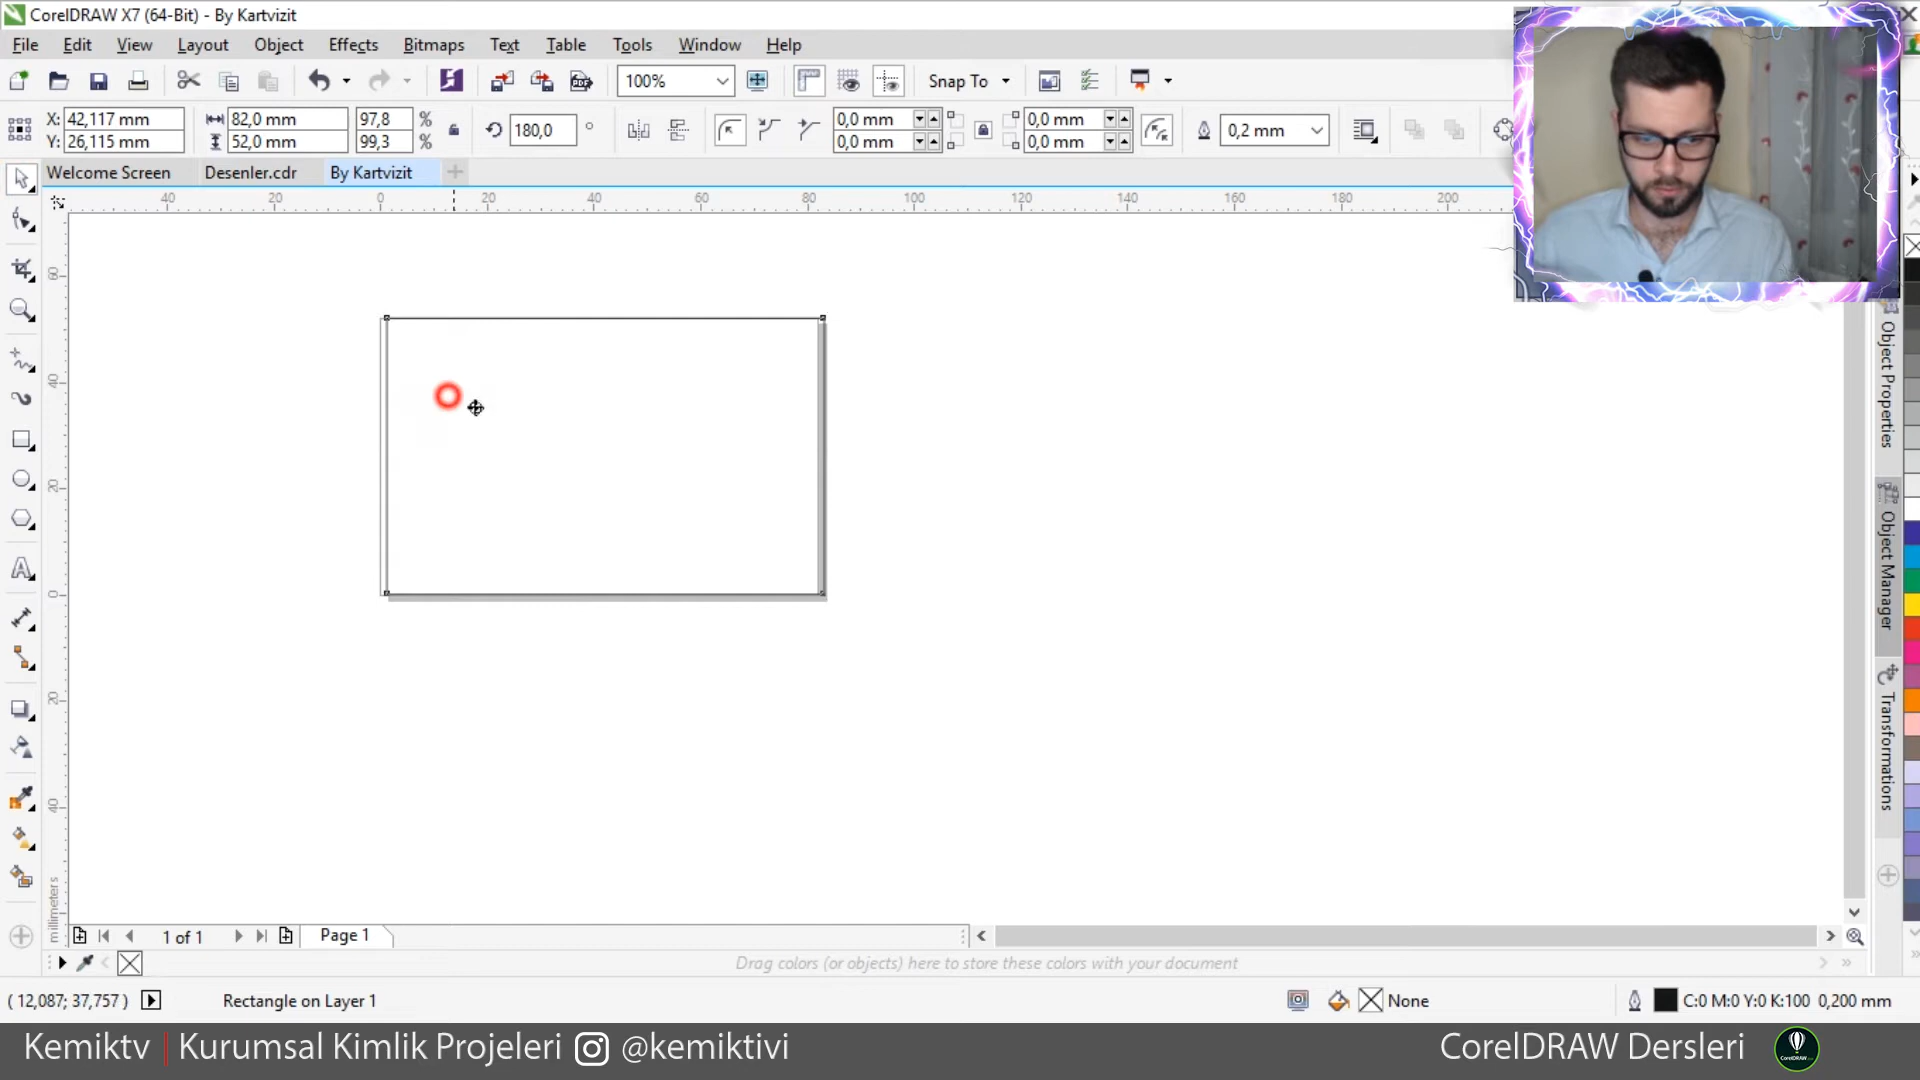 CorelDRAW X7 (64-Bit) - By Kartvizit
File Edit View Layout Object Effects Bitmaps Text Table Tools Window Help
100% Snap To
X: 42,117 mm 82,0 mm 97,8 % 180,0 ° 0,0 mm 0,0 mm 0,2 mm
Y: 26,115 mm 52,0 mm 99,3 % 0,0 mm 0,0 mm
Welcome Screen Desenler.cdr By Kartvizit
40 20 0 20 40 60 80 100 120 140 160 180 200
60
40
20
0
20
40
millimeters
Object Properties
Object Manager
Transformations
1 of 1 Page 1
Drag colors (or objects) here to store these colors with your document
( 12,087; 37,757 ) Rectangle on Layer 1 None C:0 M:0 Y:0 K:100 0,200 mm
Kemiktv | Kurumsal Kimlik Projeleri @kemiktivi CorelDRAW Dersleri